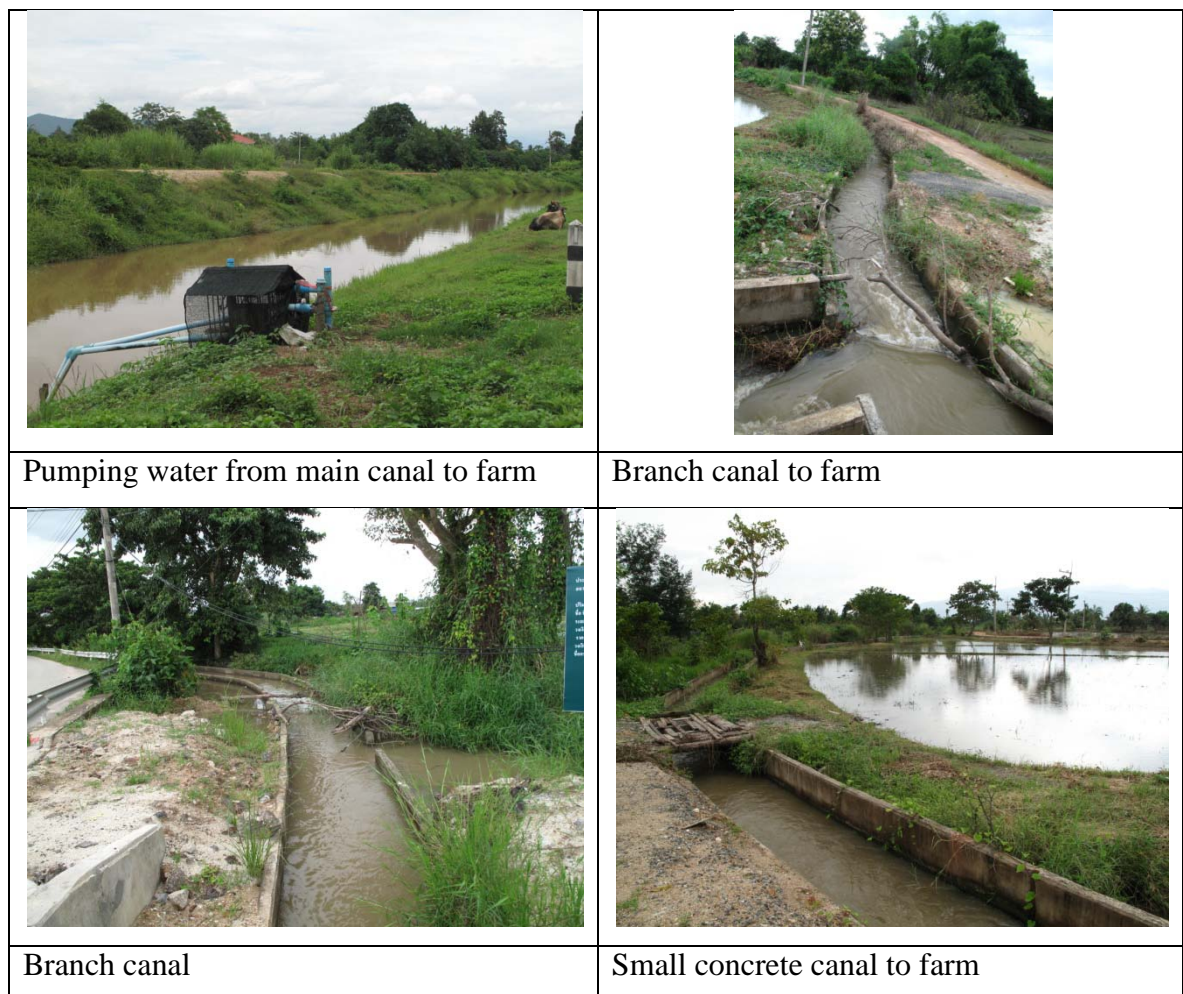 Pumping water from main canal to farm
Branch canal to farm
Branch canal
Small concrete canal to farm